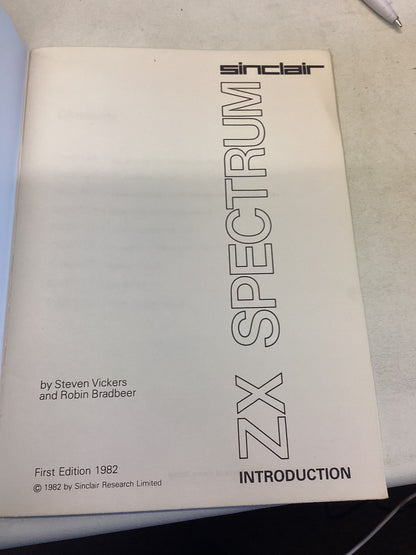 sinclair
ZX SPECTRUM
by Steven Vickers
and Robin Bradbeer
First Edition 1982
© 1982 by Sinclair Research Limited
INTRODUCTION